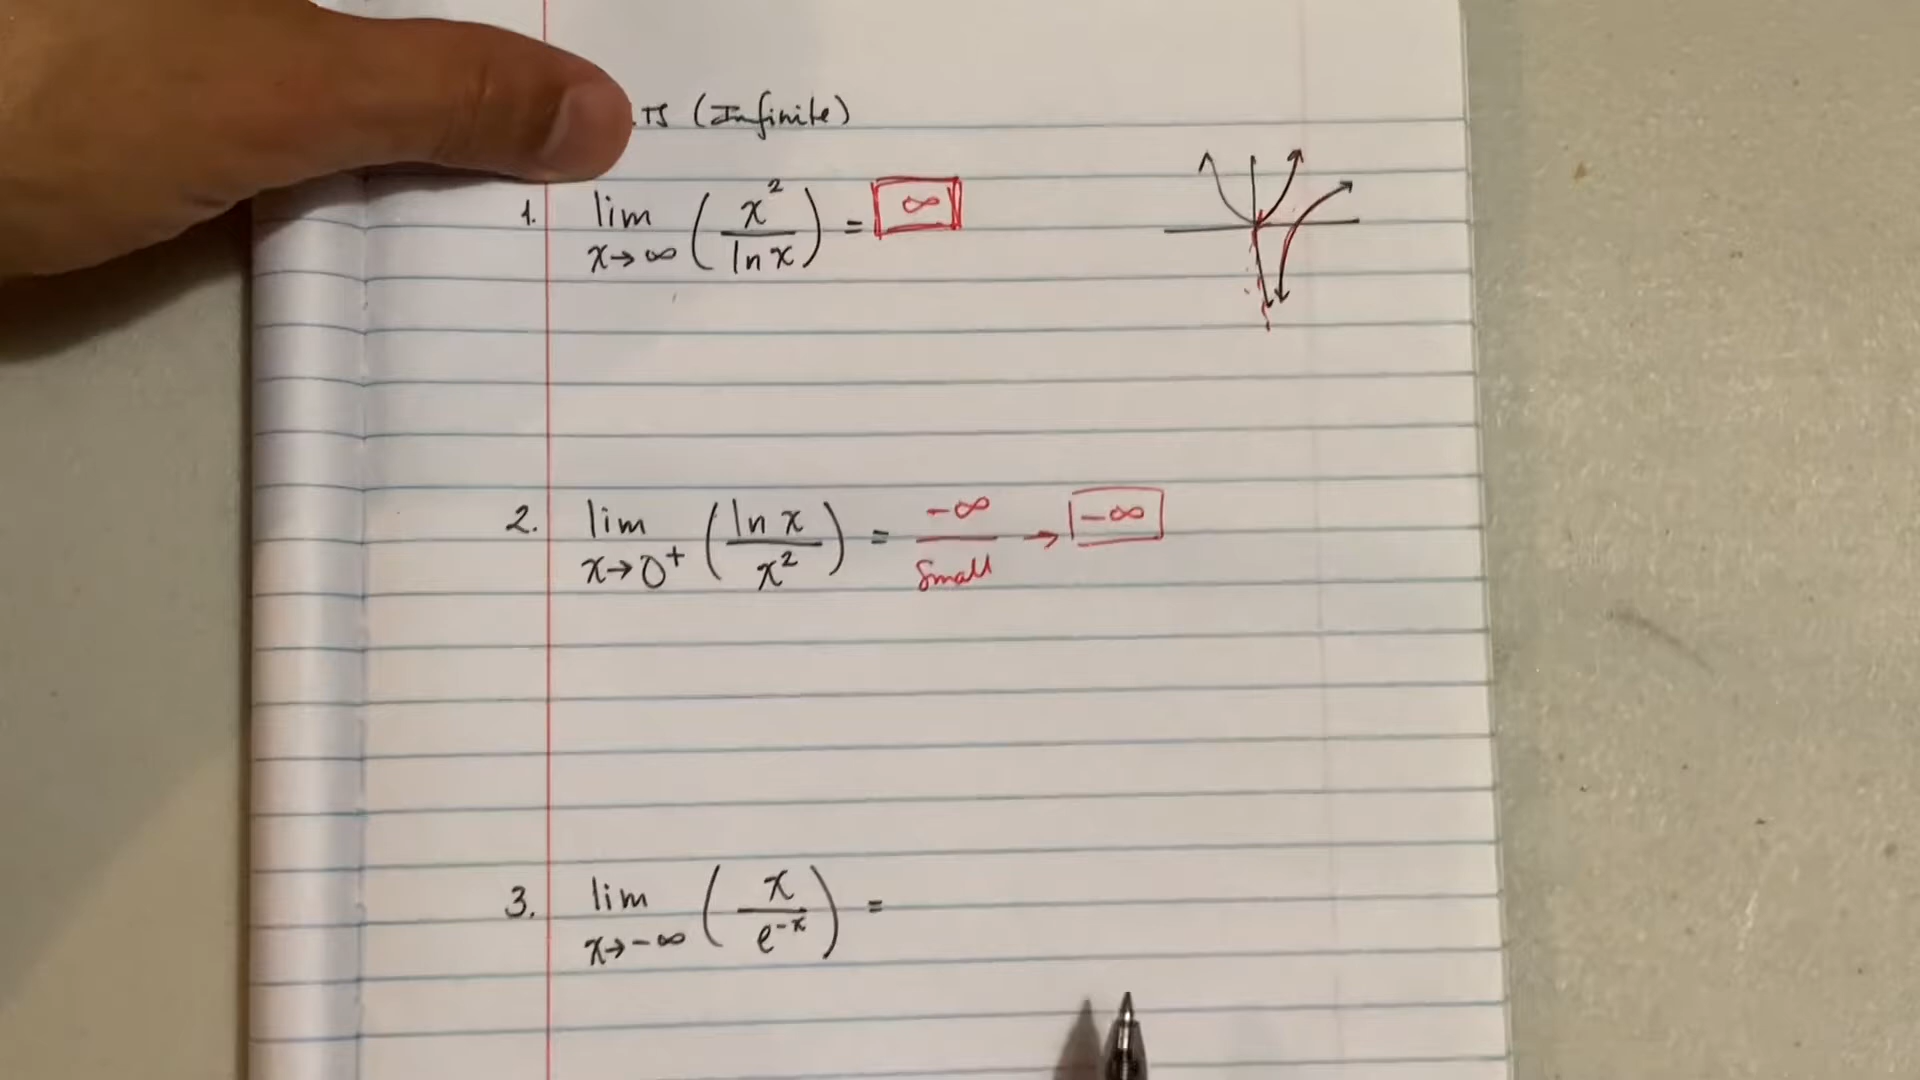 (Infinite)
1. lim x→∞ (x²/ln x) = ∞
2. lim x→0⁺ (ln x/x²) = -∞/small → -∞
3. lim x→-∞ (x/e⁻ˣ) =